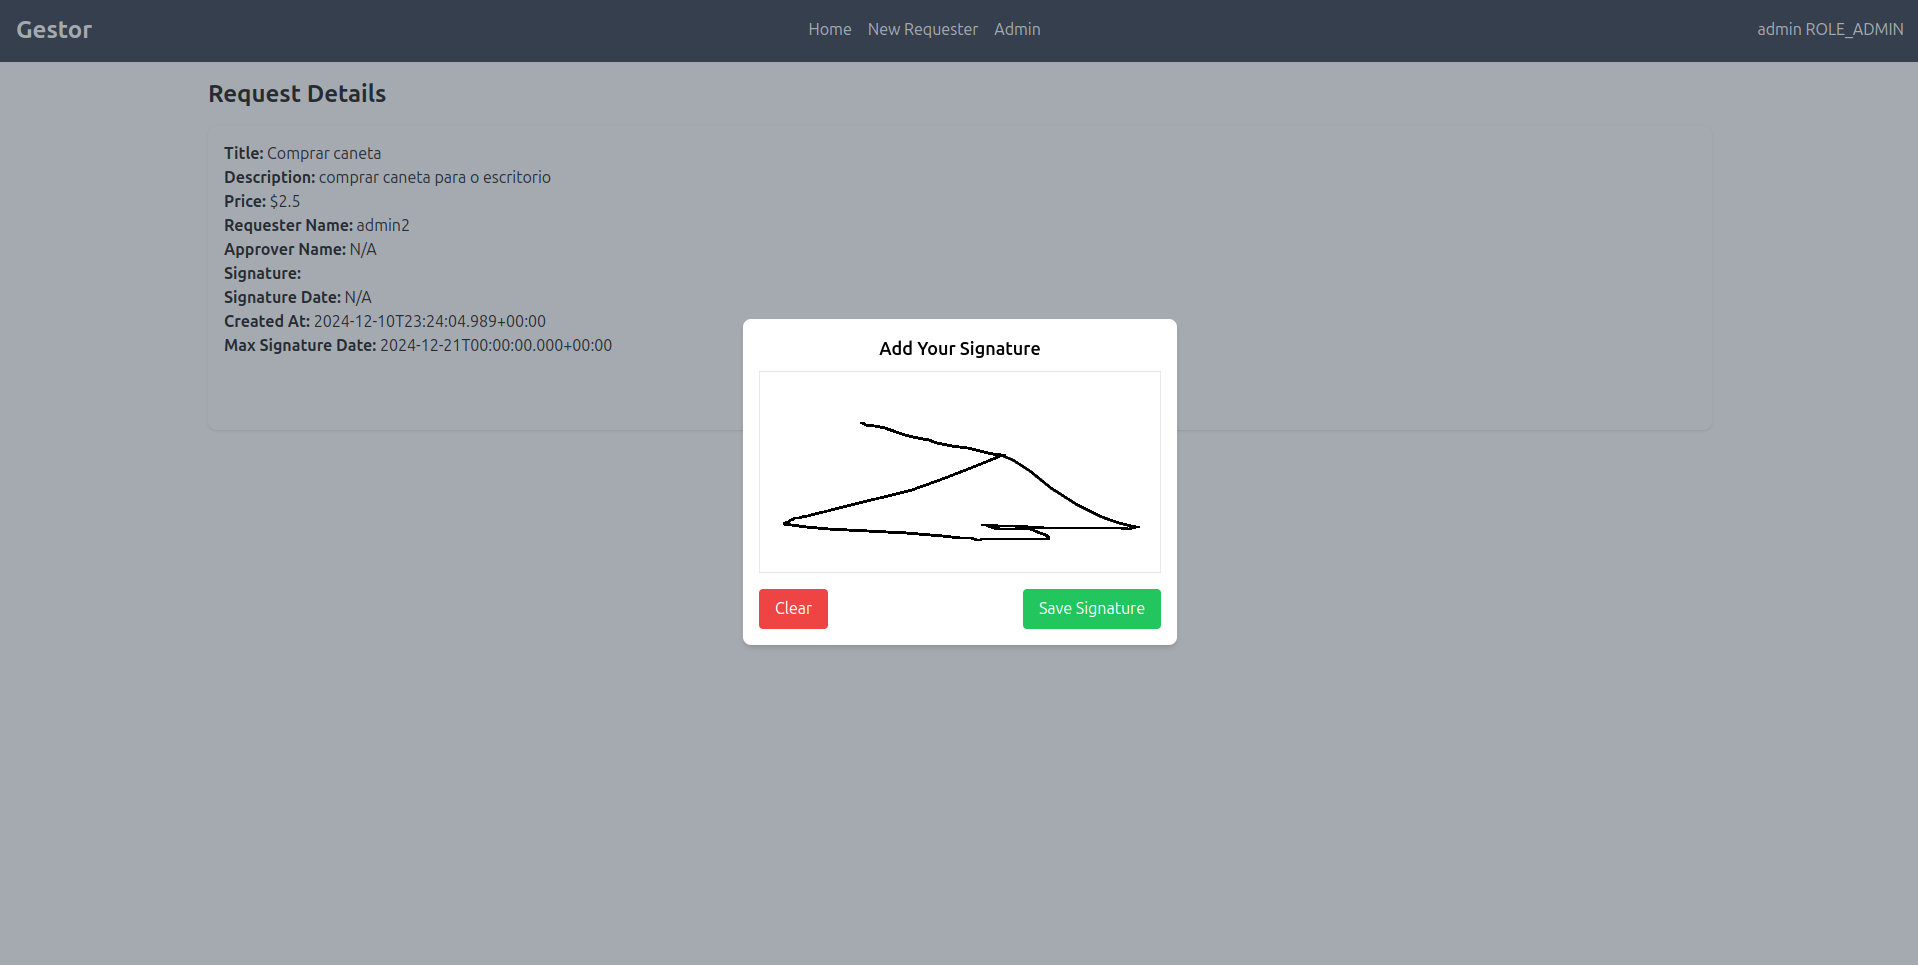 Gestor
Home New Requester Admin
admin ROLE_ADMIN
Request Details
Title: Comprar caneta
Description: comprar caneta para o escritorio
Price: $2.5
Requester Name: admin2
Approver Name: N/A
Signature:
Signature Date: N/A
Created At: 2024-12-10T23:24:04.989+00:00
Max Signature Date: 2024-12-21T00:00:00.000+00:00
Add Your Signature
Clear
Save Signature